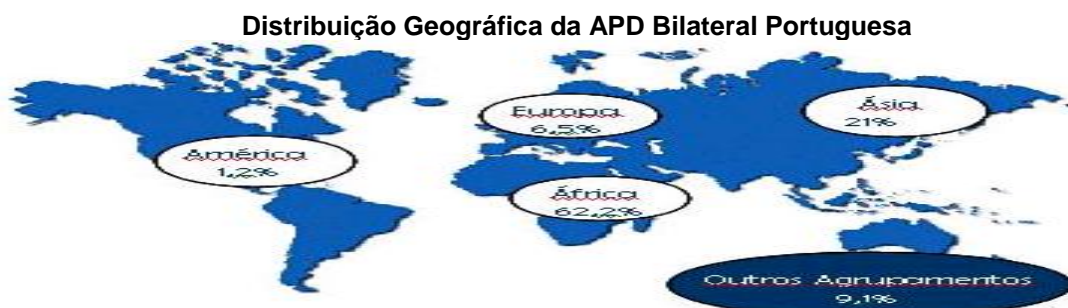 Distribuição Geográfica da APD Bilateral Portuguesa
Europa
6,5%
Ásia
21%
América
1,2%
África
62,2%
Outros Agrupamentos
9,1%